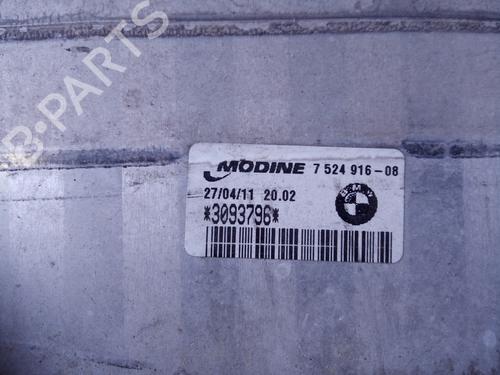 B-PARTS
MODINE 7 524 916-08
27/04/11 20.02
BMW
*3093796*